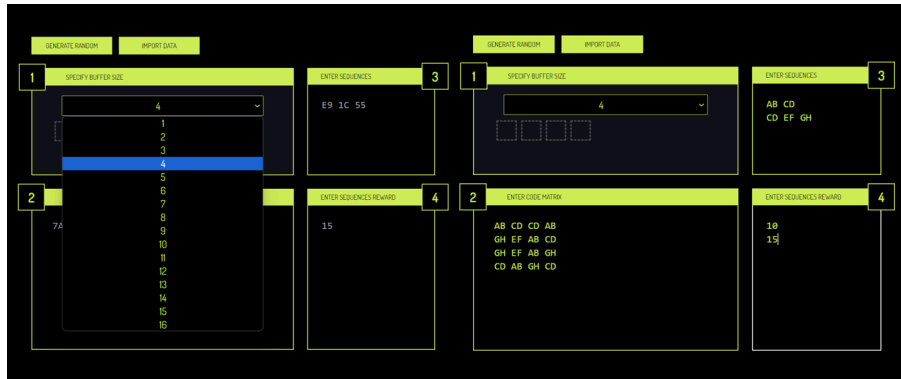 GENERATE RANDOM
IMPORT DATA
1
SPECIFY BUFFER SIZE
4
1
2
3
4
5
6
7
8
9
10
11
12
13
14
15
16
ENTER SEQUENCES
3
E9 1C 55
2
7A
ENTER SEQUENCES REWARD
4
15
GENERATE RANDOM
IMPORT DATA
1
SPECIFY BUFFER SIZE
4
ENTER SEQUENCES
3
AB CD
CD EF GH
2
ENTER CODE MATRIX
AB CD CD AB
GH EF AB CD
GH EF AB GH
CD AB GH CD
ENTER SEQUENCES REWARD
4
10
15